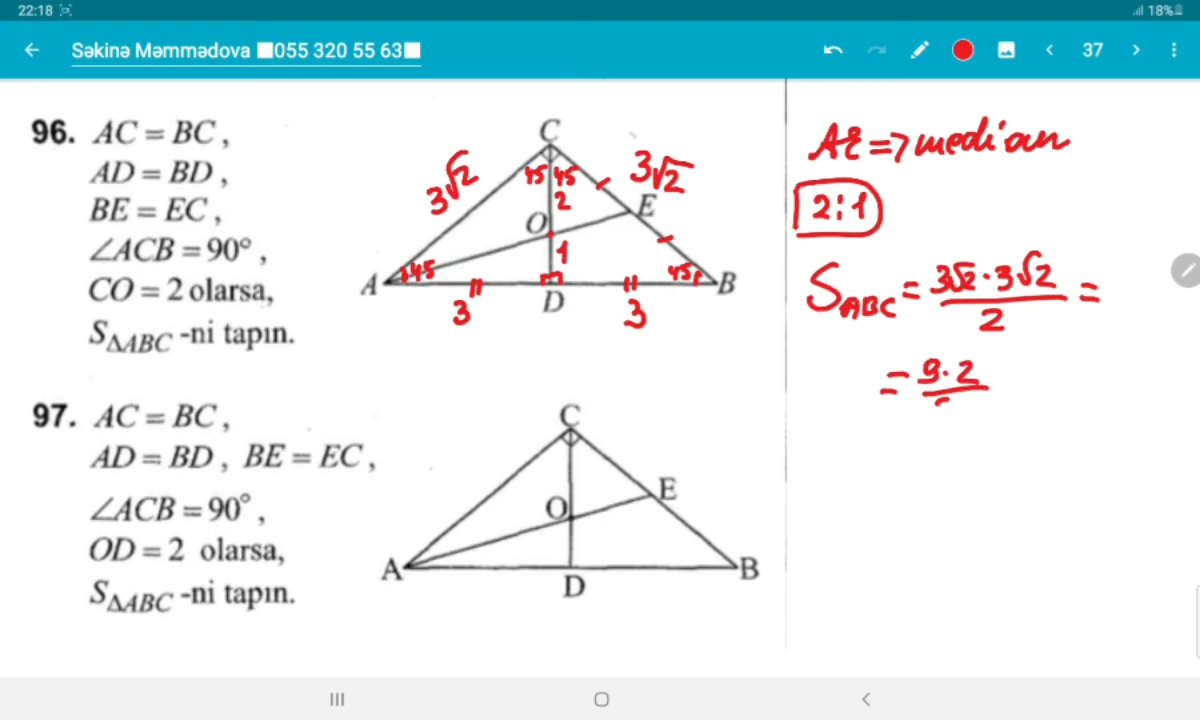 22:18 18%
Səkinə Məmmədova 055 320 55 63 37
96. AC = BC,
AD = BD,
BE = EC,
∠ACB = 90°,
CO = 2 olarsa,
S△ABC -ni tapın.
C
3√2
45 45
3√2
2
E
O
1
A
45
45
B
3
D
3
AE => median
2:1
SABC = 3√2 · 3√2 / 2 =
= 9 · 2
97. AC = BC,
AD = BD, BE = EC,
∠ACB = 90°,
OD = 2 olarsa,
S△ABC -ni tapın.
C
E
O
A
B
D